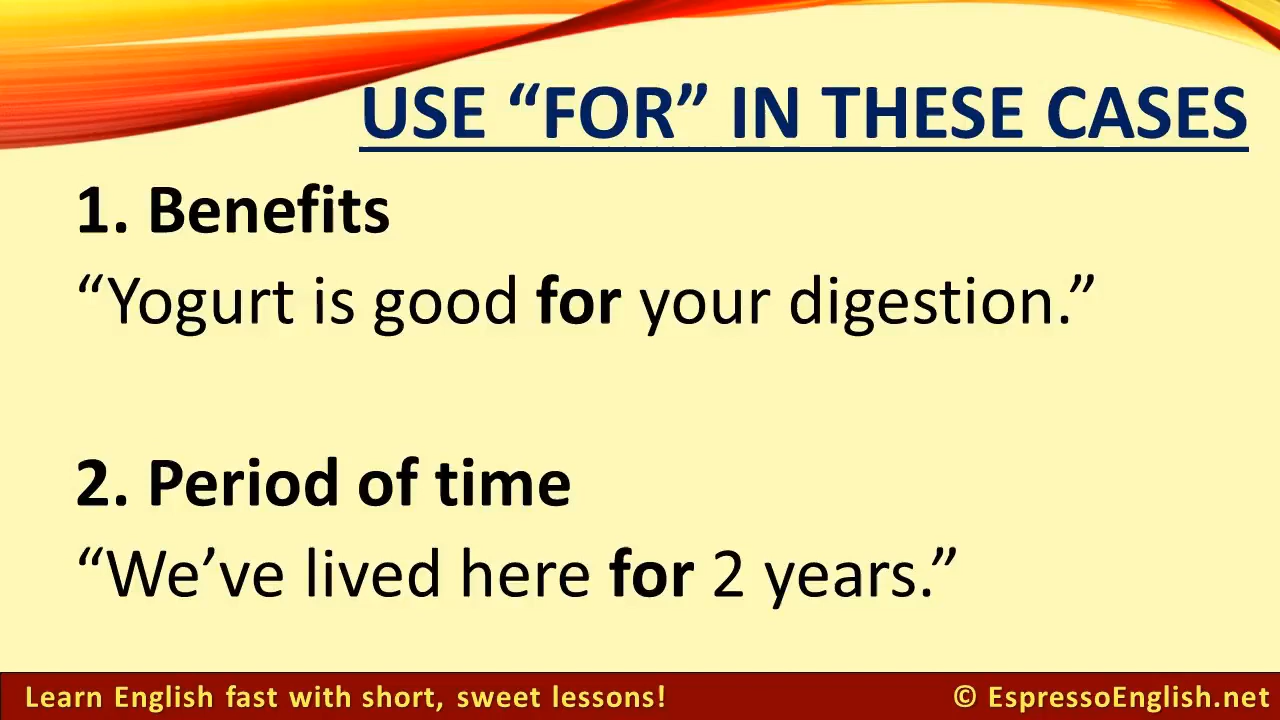 USE “FOR” IN THESE CASES
1. Benefits
“Yogurt is good for your digestion.”
2. Period of time
“We’ve lived here for 2 years.”
Learn English fast with short, sweet lessons!
© EspressoEnglish.net